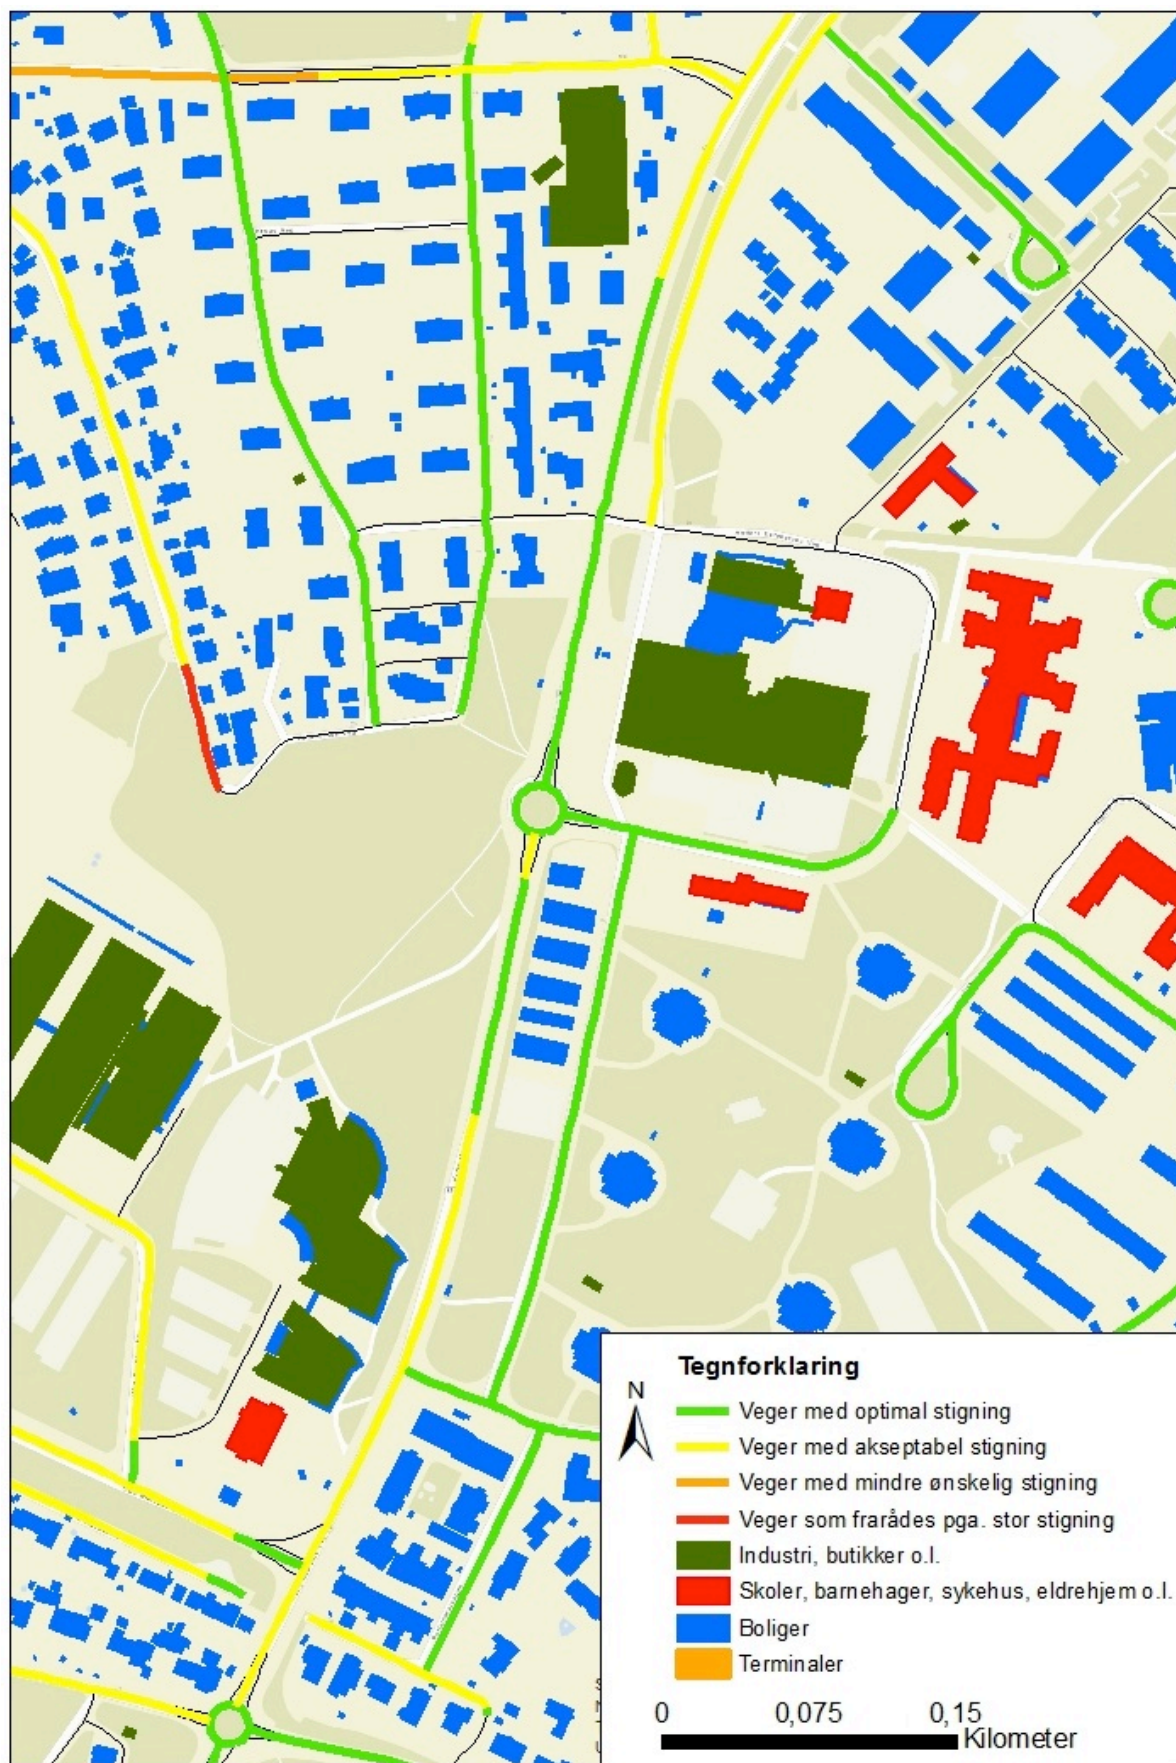 Tegnforklaring
N
Veger med optimal stigning
Veger med akseptabel stigning
Veger med mindre ønskelig stigning
Veger som frarådes pga. stor stigning
Industri, butikker o.l.
Skoler, barnehager, sykehus, eldrehjem o.l.
Boliger
Terminaler
0 0,075 0,15
Kilometer